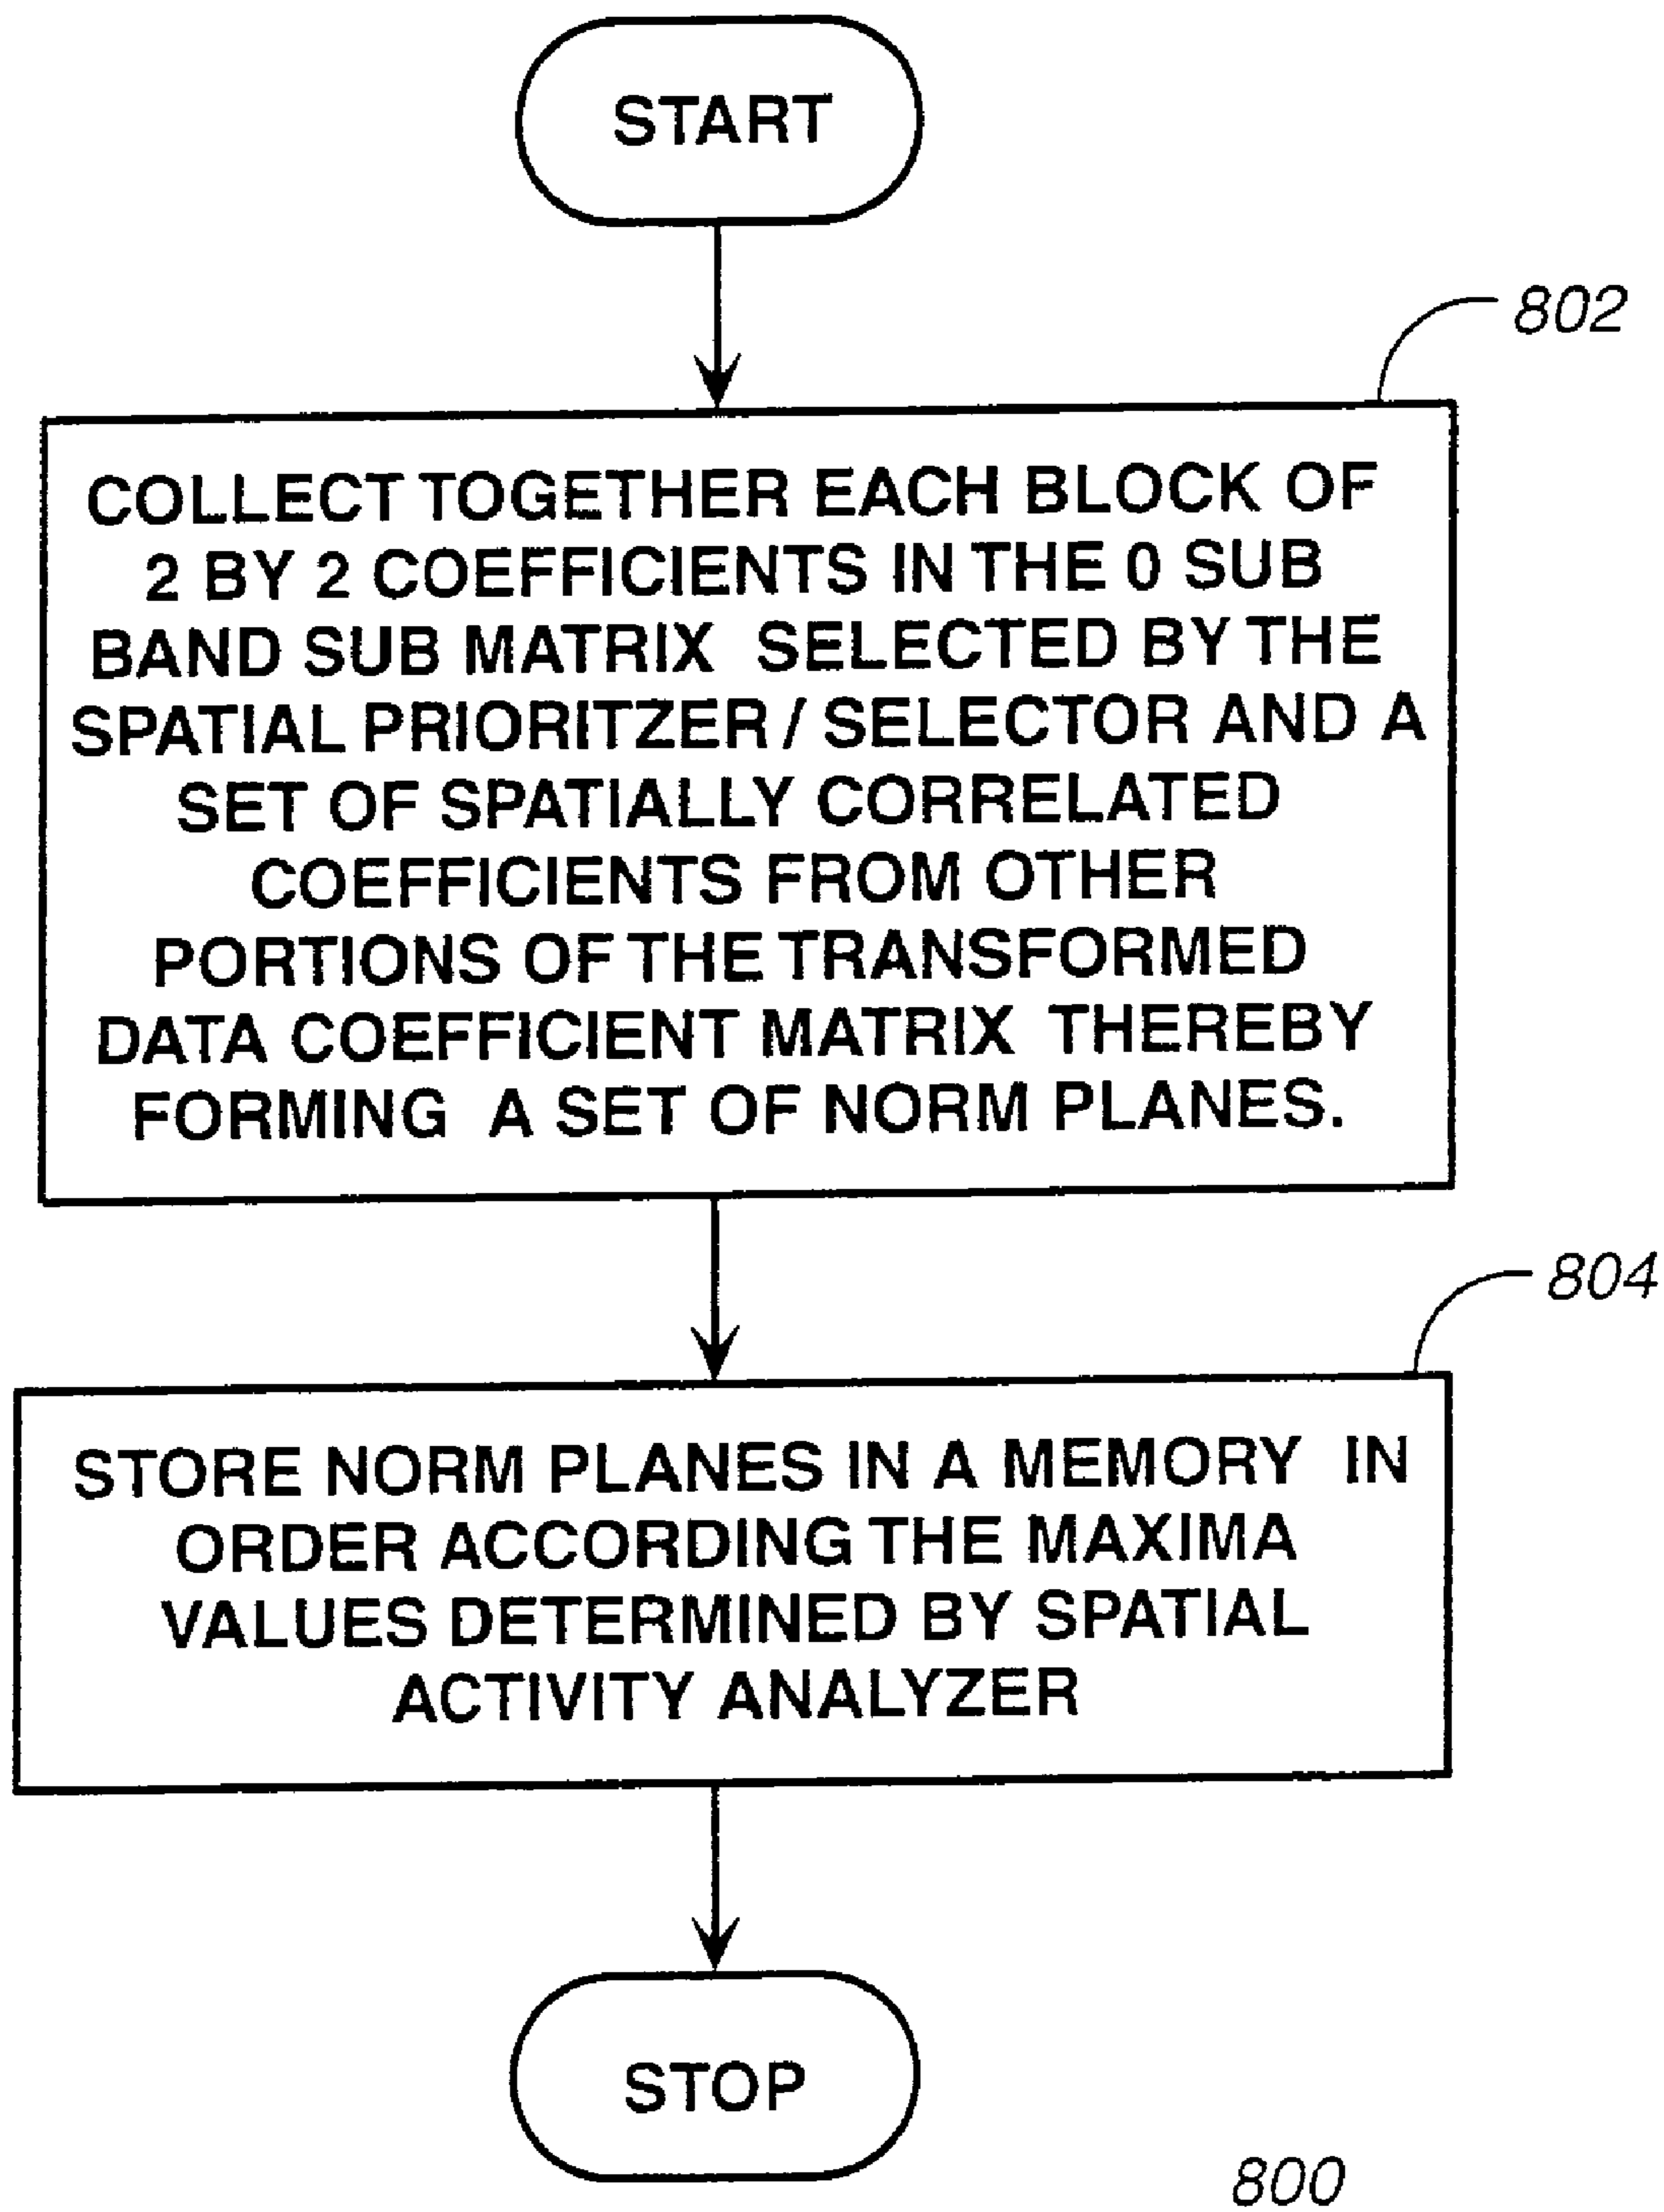 START
802
COLLECT TOGETHER EACH BLOCK OF
2 BY 2 COEFFICIENTS IN THE 0 SUB
BAND SUB MATRIX SELECTED BY THE
SPATIAL PRIORITZER / SELECTOR AND A
SET OF SPATIALLY CORRELATED
COEFFICIENTS FROM OTHER
PORTIONS OF THE TRANSFORMED
DATA COEFFICIENT MATRIX THEREBY
FORMING A SET OF NORM PLANES.
804
STORE NORM PLANES IN A MEMORY IN
ORDER ACCORDING THE MAXIMA
VALUES DETERMINED BY SPATIAL
ACTIVITY ANALYZER
STOP
800